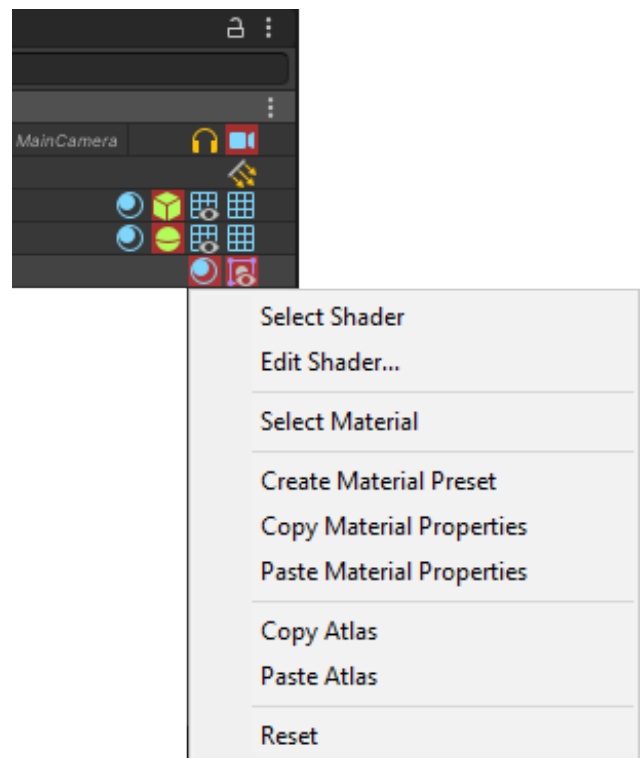 MainCamera
Select Shader
Edit Shader...
Select Material
Create Material Preset
Copy Material Properties
Paste Material Properties
Copy Atlas
Paste Atlas
Reset